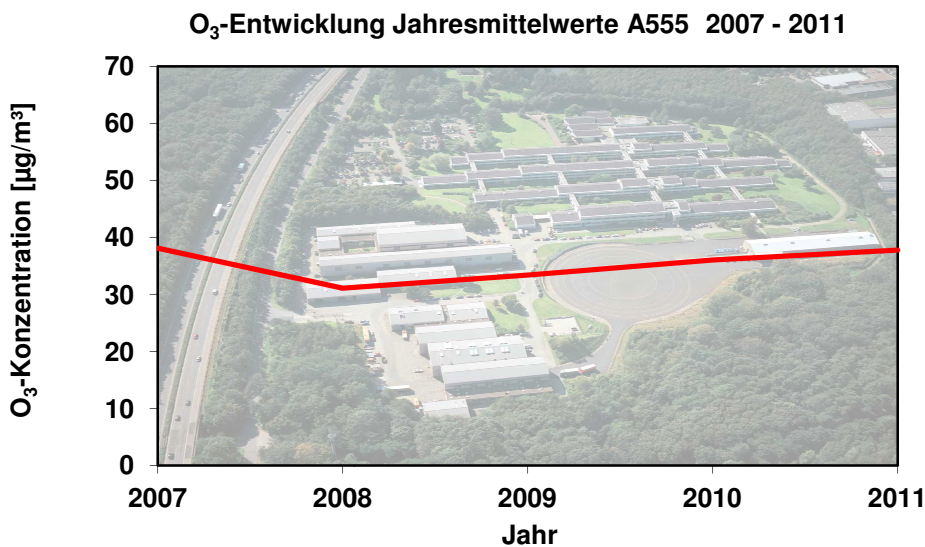 O₃-Entwicklung Jahresmittelwerte A555 2007 - 2011
O₃-Konzentration [µg/m³]
70
60
50
40
30
20
10
0
2007 2008 2009 2010 2011
Jahr